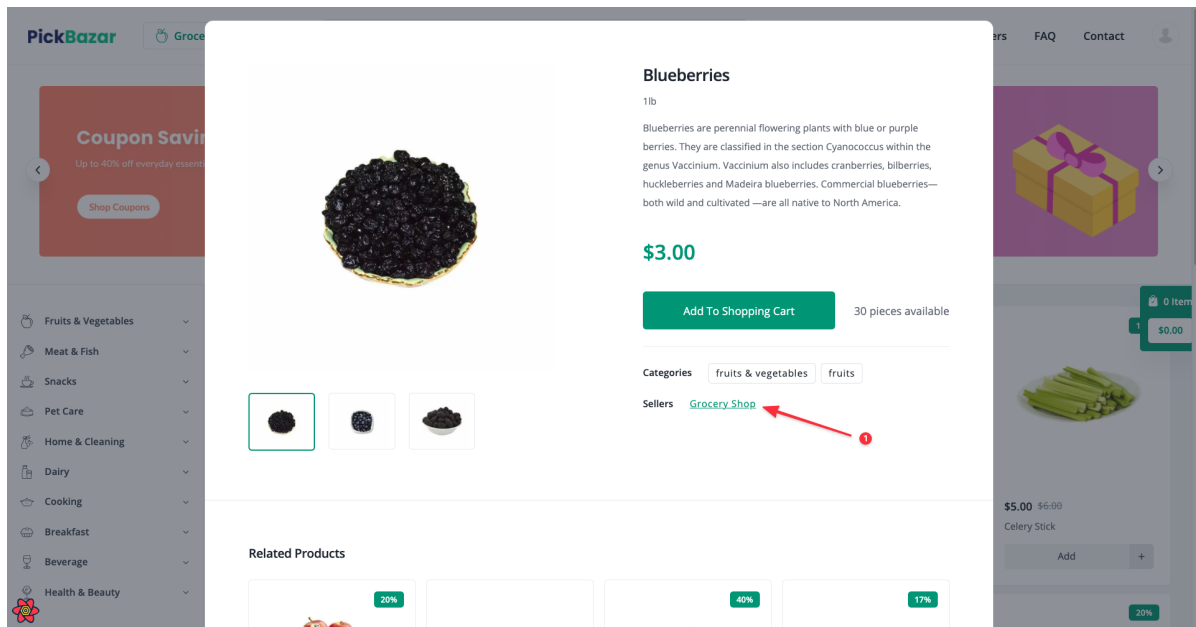 PickBazar
Groce
ers
FAQ
Contact
Coupon Savin
Up to 40% off everyday essenti
Shop Coupons
Fruits & Vegetables
Meat & Fish
Snacks
Pet Care
Home & Cleaning
Dairy
Cooking
Breakfast
Beverage
Health & Beauty
Blueberries
1lb
Blueberries are perennial flowering plants with blue or purple
berries. They are classified in the section Cyanococcus within the
genus Vaccinium. Vaccinium also includes cranberries, bilberries,
huckleberries and Madeira blueberries. Commercial blueberries—
both wild and cultivated —are all native to North America.
$3.00
Add To Shopping Cart
30 pieces available
Categories
fruits & vegetables
fruits
Sellers
Grocery Shop
1
Related Products
20%
40%
17%
0 Item
$0.00
1
$5.00 $6.00
Celery Stick
Add +
20%